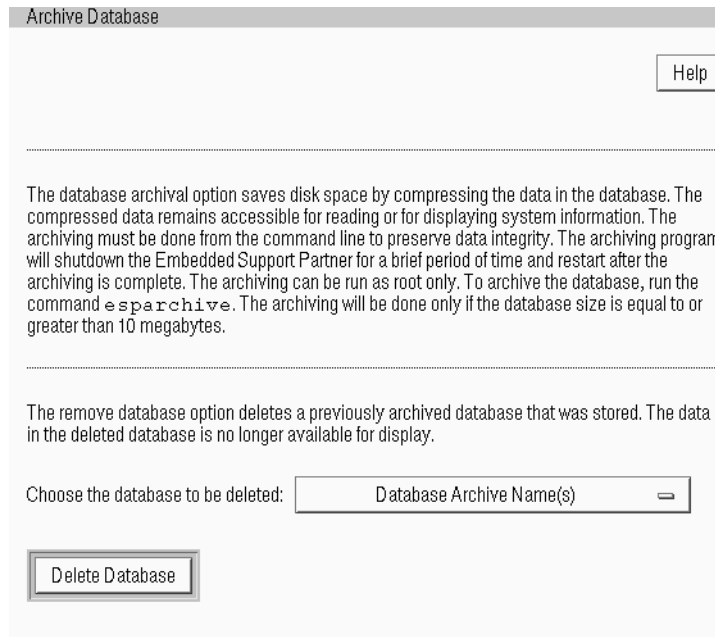 Archive Database
Help
The database archival option saves disk space by compressing the data in the database. The
compressed data remains accessible for reading or for displaying system information. The
archiving must be done from the command line to preserve data integrity. The archiving program
will shutdown the Embedded Support Partner for a brief period of time and restart after the
archiving is complete. The archiving can be run as root only. To archive the database, run the
command esparchive. The archiving will be done only if the database size is equal to or
greater than 10 megabytes.
The remove database option deletes a previously archived database that was stored. The data
in the deleted database is no longer available for display.
Choose the database to be deleted: Database Archive Name(s)
Delete Database